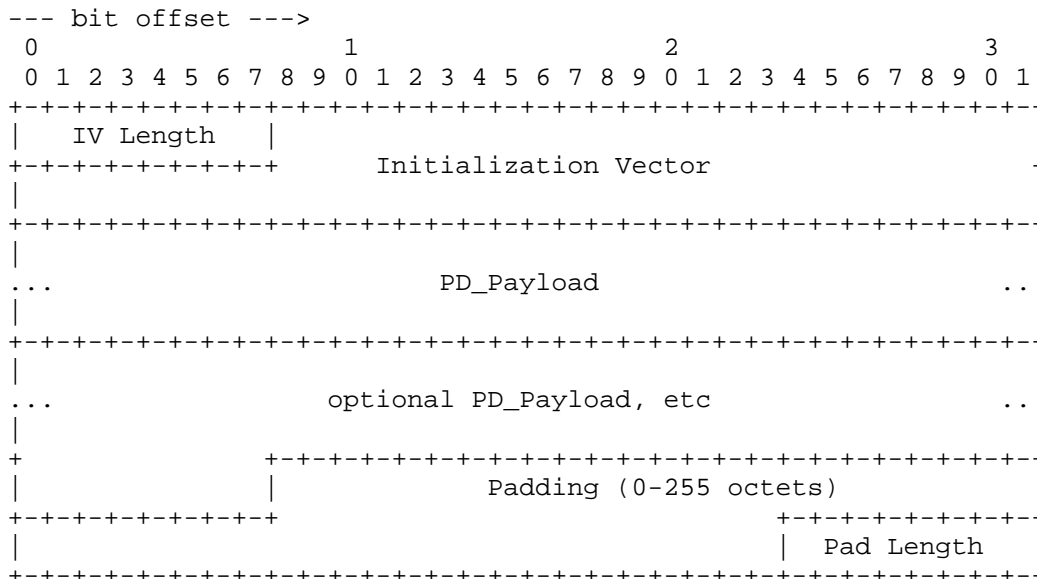 --- bit offset --->
 0                   1                   2                   3
 0 1 2 3 4 5 6 7 8 9 0 1 2 3 4 5 6 7 8 9 0 1 2 3 4 5 6 7 8 9 0 1
+-+-+-+-+-+-+-+-+-+-+-+-+-+-+-+-+-+-+-+-+-+-+-+-+-+-+-+-+-+-+-+--
|   IV Length   |
+-+-+-+-+-+-+-+-+      Initialization Vector                    -
|
+-+-+-+-+-+-+-+-+-+-+-+-+-+-+-+-+-+-+-+-+-+-+-+-+-+-+-+-+-+-+-+--
|
...                        PD_Payload                         ..
|
+-+-+-+-+-+-+-+-+-+-+-+-+-+-+-+-+-+-+-+-+-+-+-+-+-+-+-+-+-+-+-+--
|
...                 optional PD_Payload, etc                  ..
|
+               +-+-+-+-+-+-+-+-+-+-+-+-+-+-+-+-+-+-+-+-+-+-+-+--
|               |             Padding (0-255 octets)
+-+-+-+-+-+-+-+-+                               +-+-+-+-+-+-+-+--
|                                               |  Pad Length
+-+-+-+-+-+-+-+-+-+-+-+-+-+-+-+-+-+-+-+-+-+-+-+-+-+-+-+-+-+-+-+--